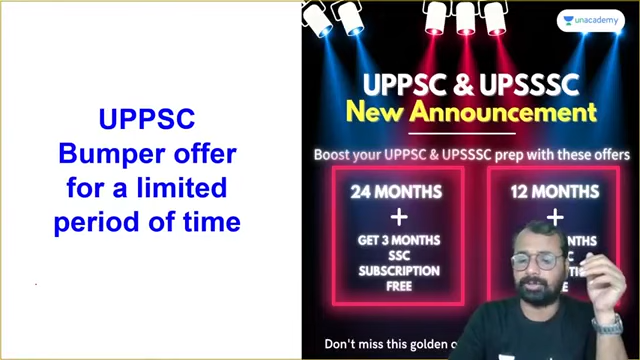 UPPSC
Bumper offer
for a limited
period of time
unacademy
UPPSC & UPSSSC
New Announcement
Boost your UPPSC & UPSSSC prep with these offers
24 MONTHS
+
GET 3 MONTHS
SSC
SUBSCRIPTION
FREE
12 MONTHS
+
Don't miss this golden